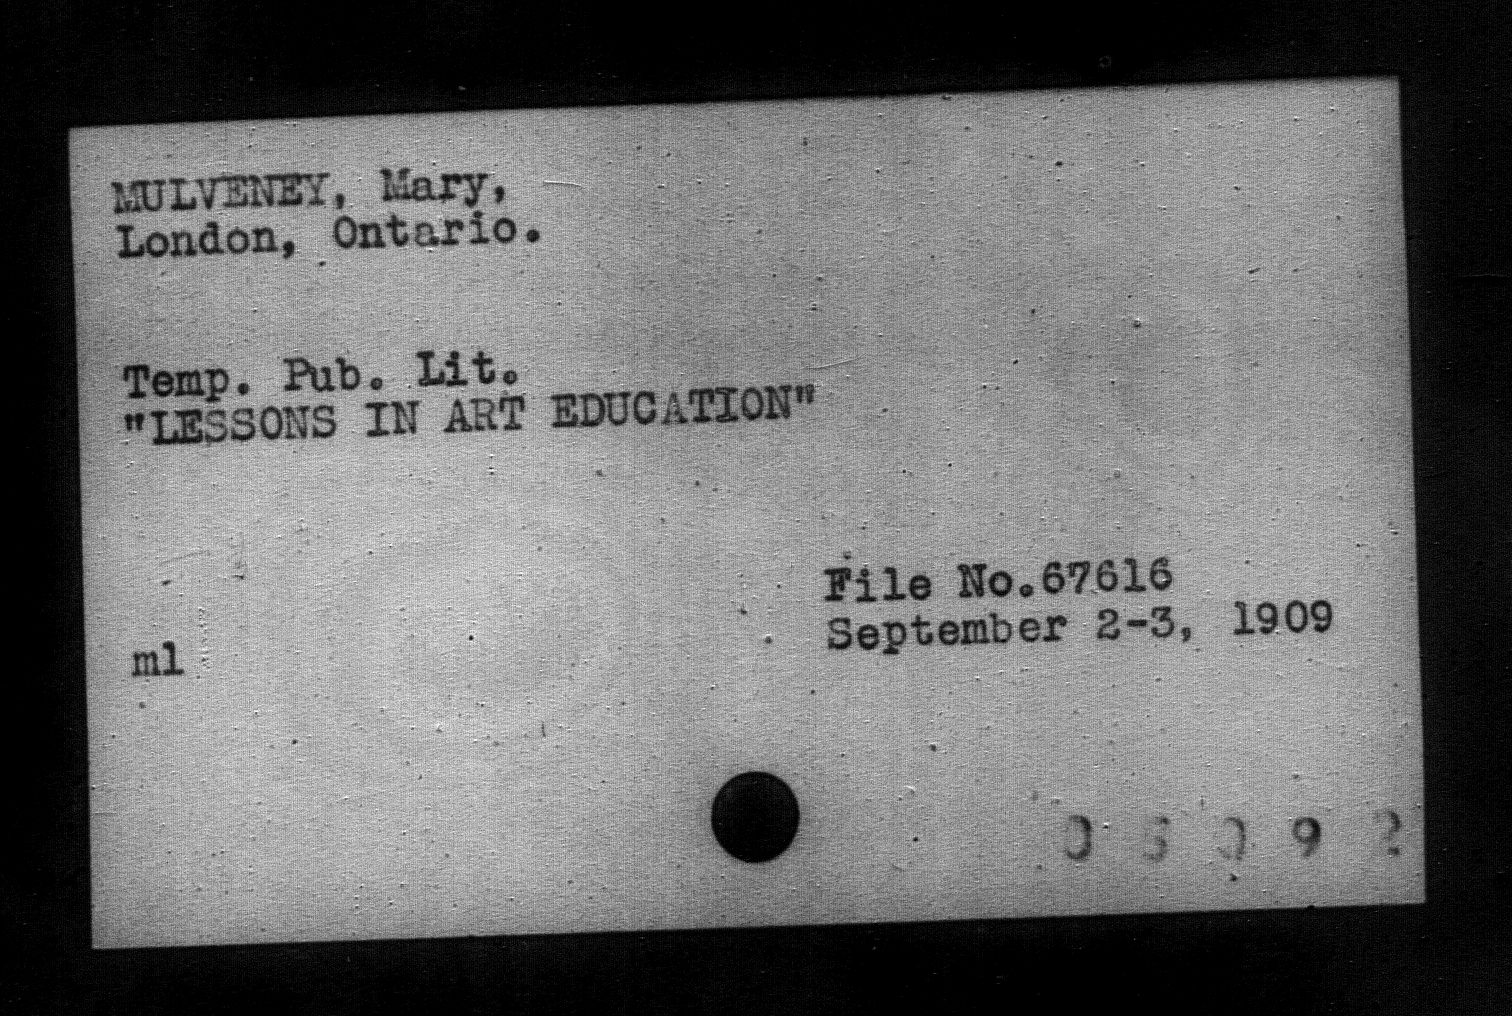 MULVENEY, Mary,
London, Ontario.
Temp. Pub. Lit.
"LESSONS IN ART EDUCATION"
File No.67616
September 2-3, 1909
ml